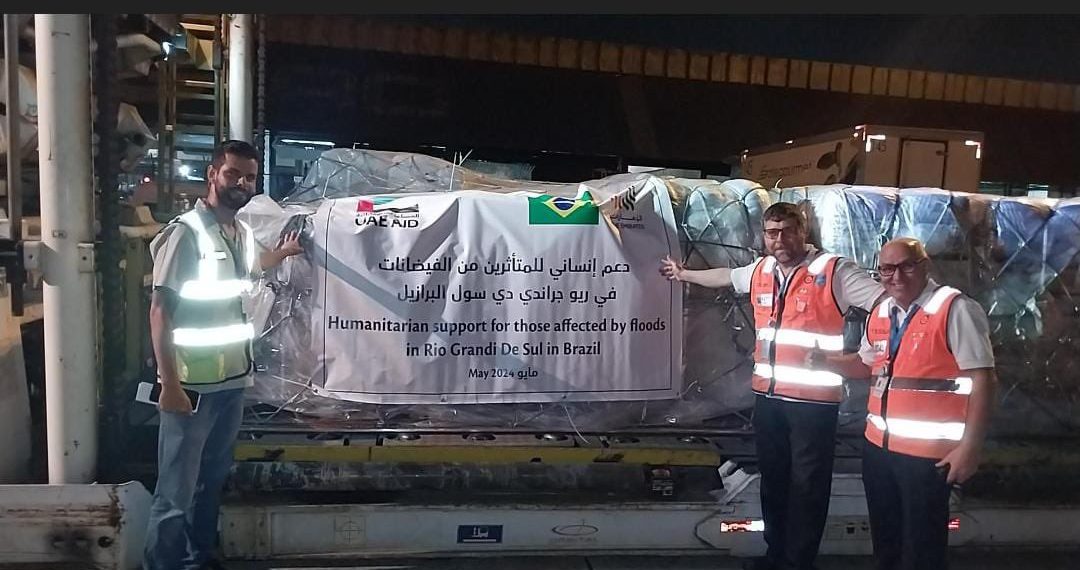 UAE AID
دعم إنساني للمتأثرين من الفيضانات
في ريو جراندي دي سول البرازيل
Humanitarian support for those affected by floods
in Rio Grandi De Sul in Brazil
May 2024 مايو